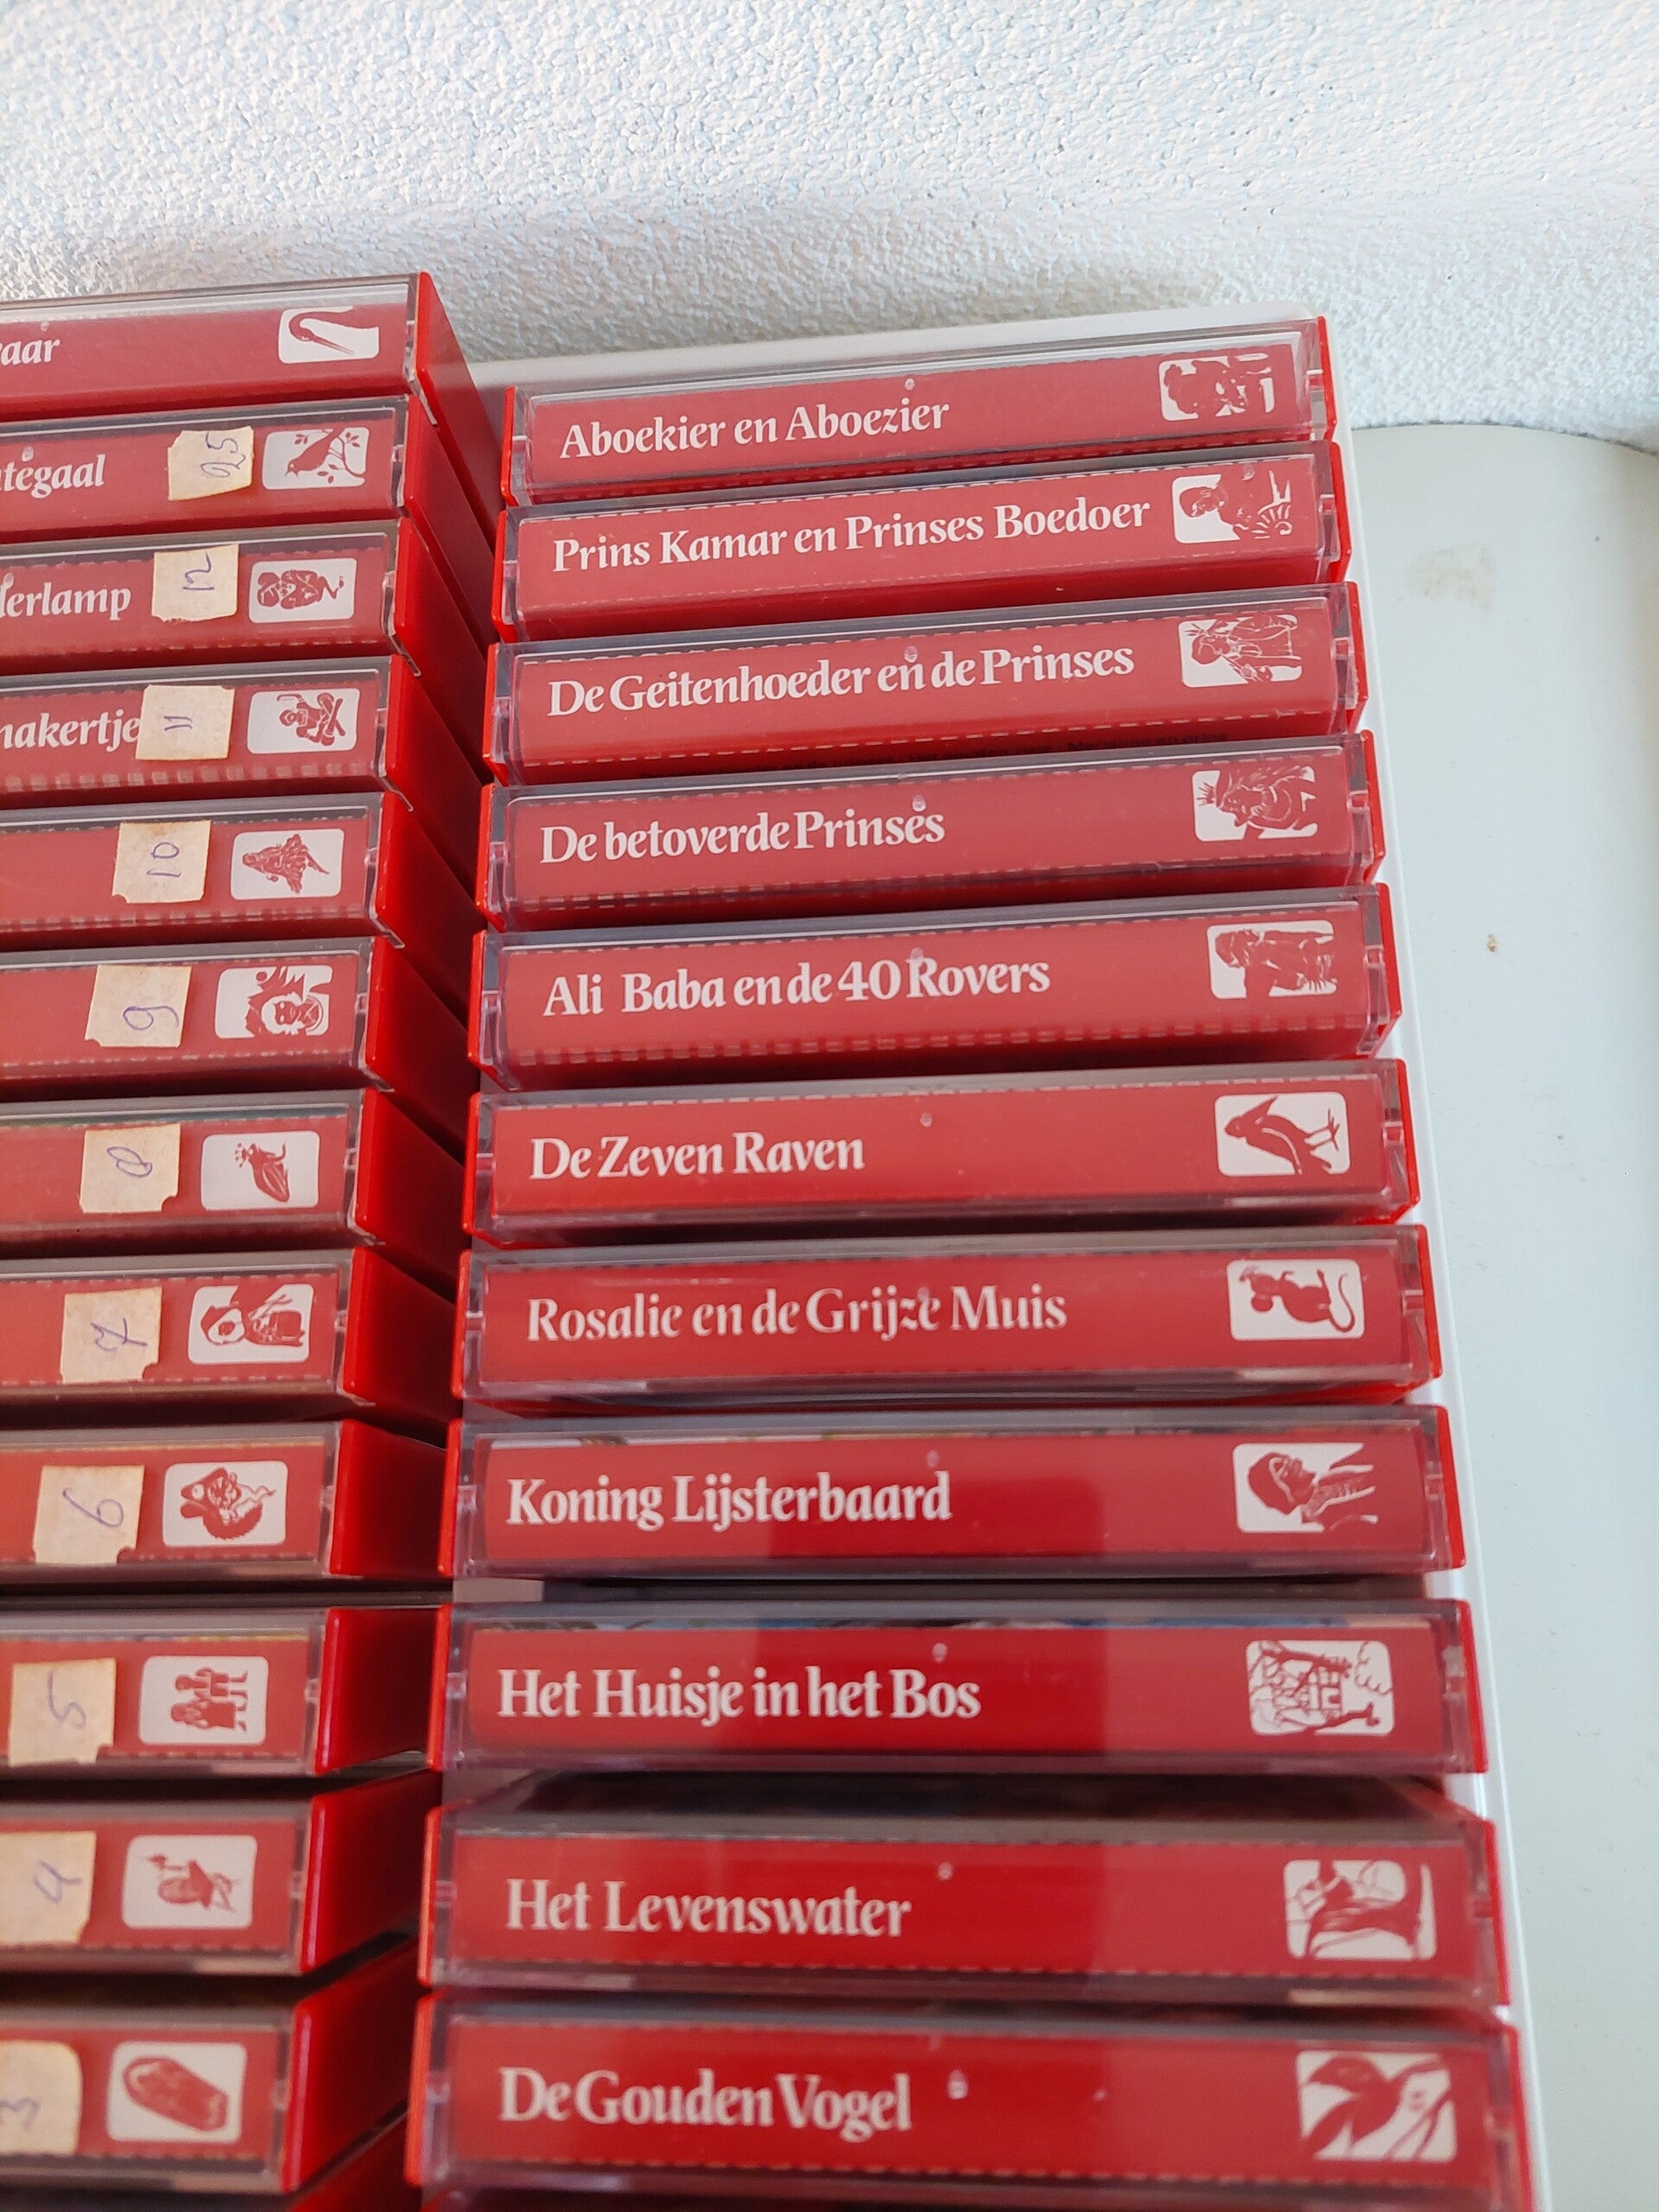 aar
tegaal
25
lerlamp
12
makertje
11
10
9
8
7
6
5
4
3
Aboekier en Aboezier
Prins Kamar en Prinses Boedoer
De Geitenhoeder en de Prinses
De betoverde Prinses
Ali Baba en de 40 Rovers
De Zeven Raven
Rosalie en de Grijze Muis
Koning Lijsterbaard
Het Huisje in het Bos
Het Levenswater
De Gouden Vogel